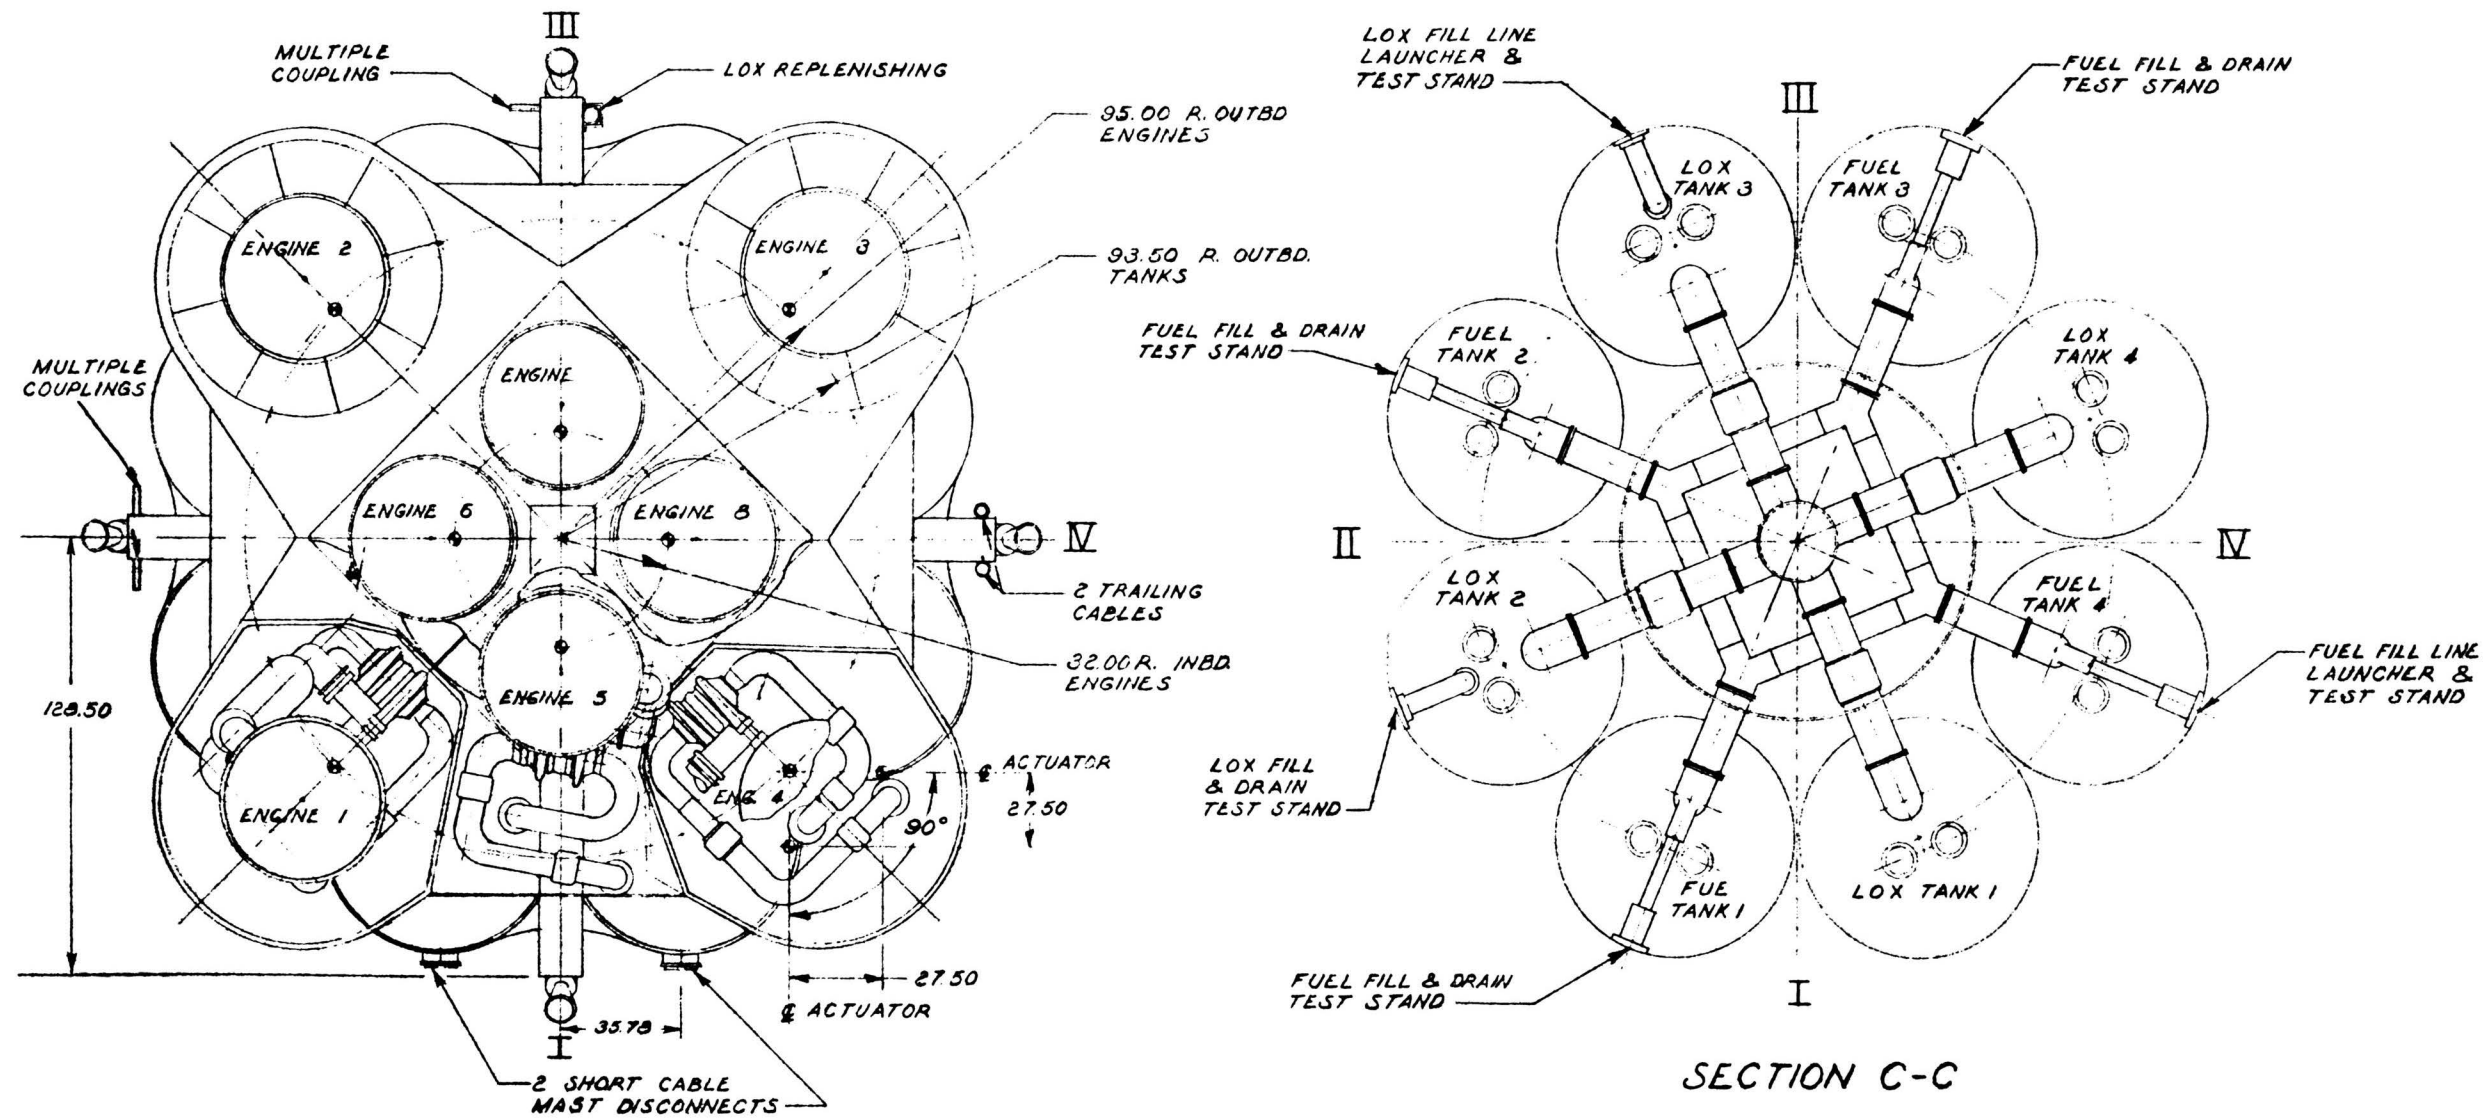 III
MULTIPLE
COUPLING
LOX REPLENISHING
95.00 R. OUTBD
ENGINES
ENGINE 2
ENGINE 3
93.50 R. OUTBD.
TANKS
MULTIPLE
COUPLINGS
ENGINE
ENGINE 6
ENGINE 8
IV
2 TRAILING
CABLES
32.00 R. INBD.
ENGINES
128.50
ENGINE 5
ENGINE 1
ENG. 4
℄ ACTUATOR
27.50
90°
27.50
℄ ACTUATOR
35.78
I
2 SHORT CABLE
MAST DISCONNECTS
LOX FILL LINE
LAUNCHER &
TEST STAND
III
FUEL FILL & DRAIN
TEST STAND
LOX
TANK 3
FUEL
TANK 3
FUEL FILL & DRAIN
TEST STAND
FUEL
TANK 2
LOX
TANK 4
II
IV
LOX
TANK 2
FUEL
TANK 4
FUEL FILL LINE
LAUNCHER &
TEST STAND
LOX FILL
& DRAIN
TEST STAND
FUE
TANK 1
LOX TANK 1
FUEL FILL & DRAIN
TEST STAND
I
SECTION C-C